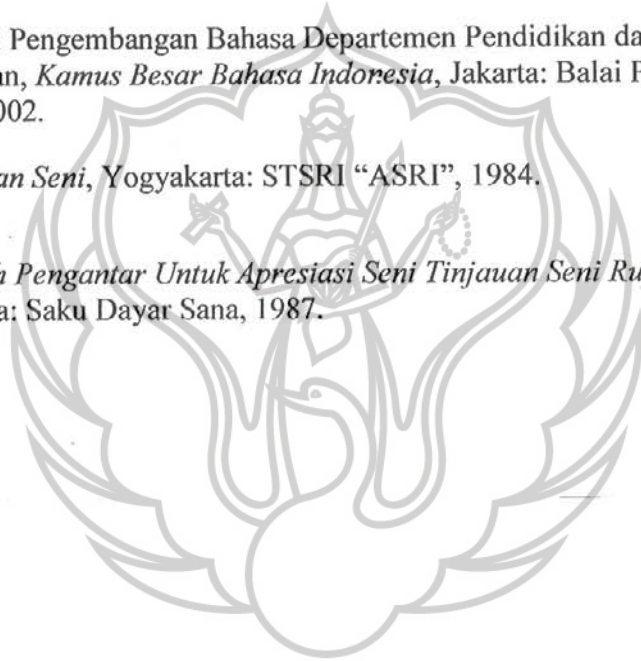 Pengembangan Bahasa Departemen Pendidikan da
an, Kamus Besar Bahasa Indonesia, Jakarta: Balai P
002.
an Seni, Yogyakarta: STSRI “ASRI”, 1984.
Pengantar Untuk Apresiasi Seni Tinjauan Seni Ru
a: Saku Dayar Sana, 1987.